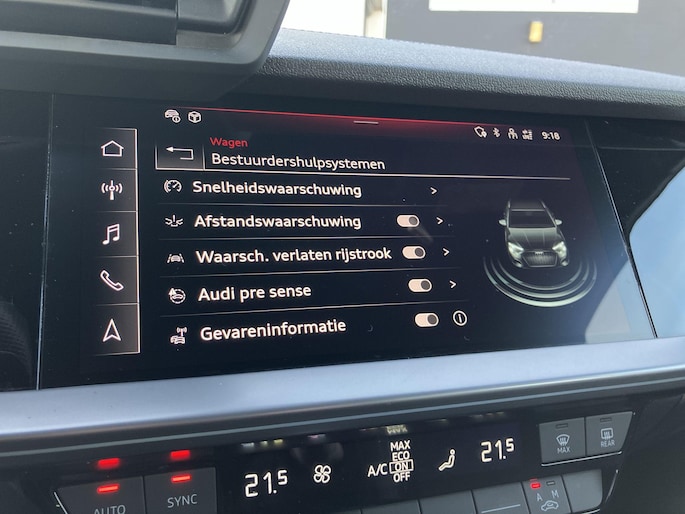 9:18
Wagen
Bestuurdershulpsystemen
Snelheidswaarschuwing
Afstandswaarschuwing
Waarsch. verlaten rijstrook
Audi pre sense
Gevareninformatie
21.5
A/C
MAX
ECO
ON
OFF
21.5
MAX
REAR
AUTO
SYNC
A
M